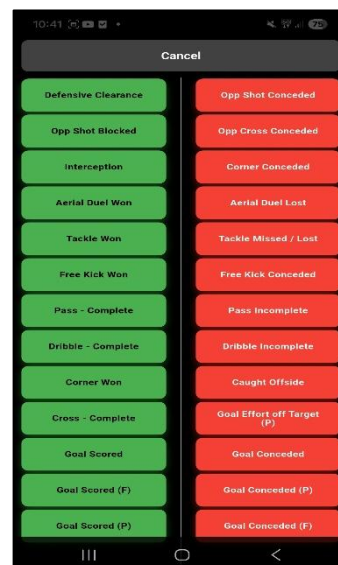 10:41
75
Cancel
Defensive Clearance
Opp Shot Conceded
Opp Shot Blocked
Opp Cross Conceded
Interception
Corner Conceded
Aerial Duel Won
Aerial Duel Lost
Tackle Won
Tackle Missed / Lost
Free Kick Won
Free Kick Conceded
Pass - Complete
Pass Incomplete
Dribble - Complete
Dribble Incomplete
Corner Won
Caught Offside
Cross - Complete
Goal Effort off Target
(P)
Goal Scored
Goal Conceded
Goal Scored (F)
Goal Conceded (P)
Goal Scored (P)
Goal Conceded (F)